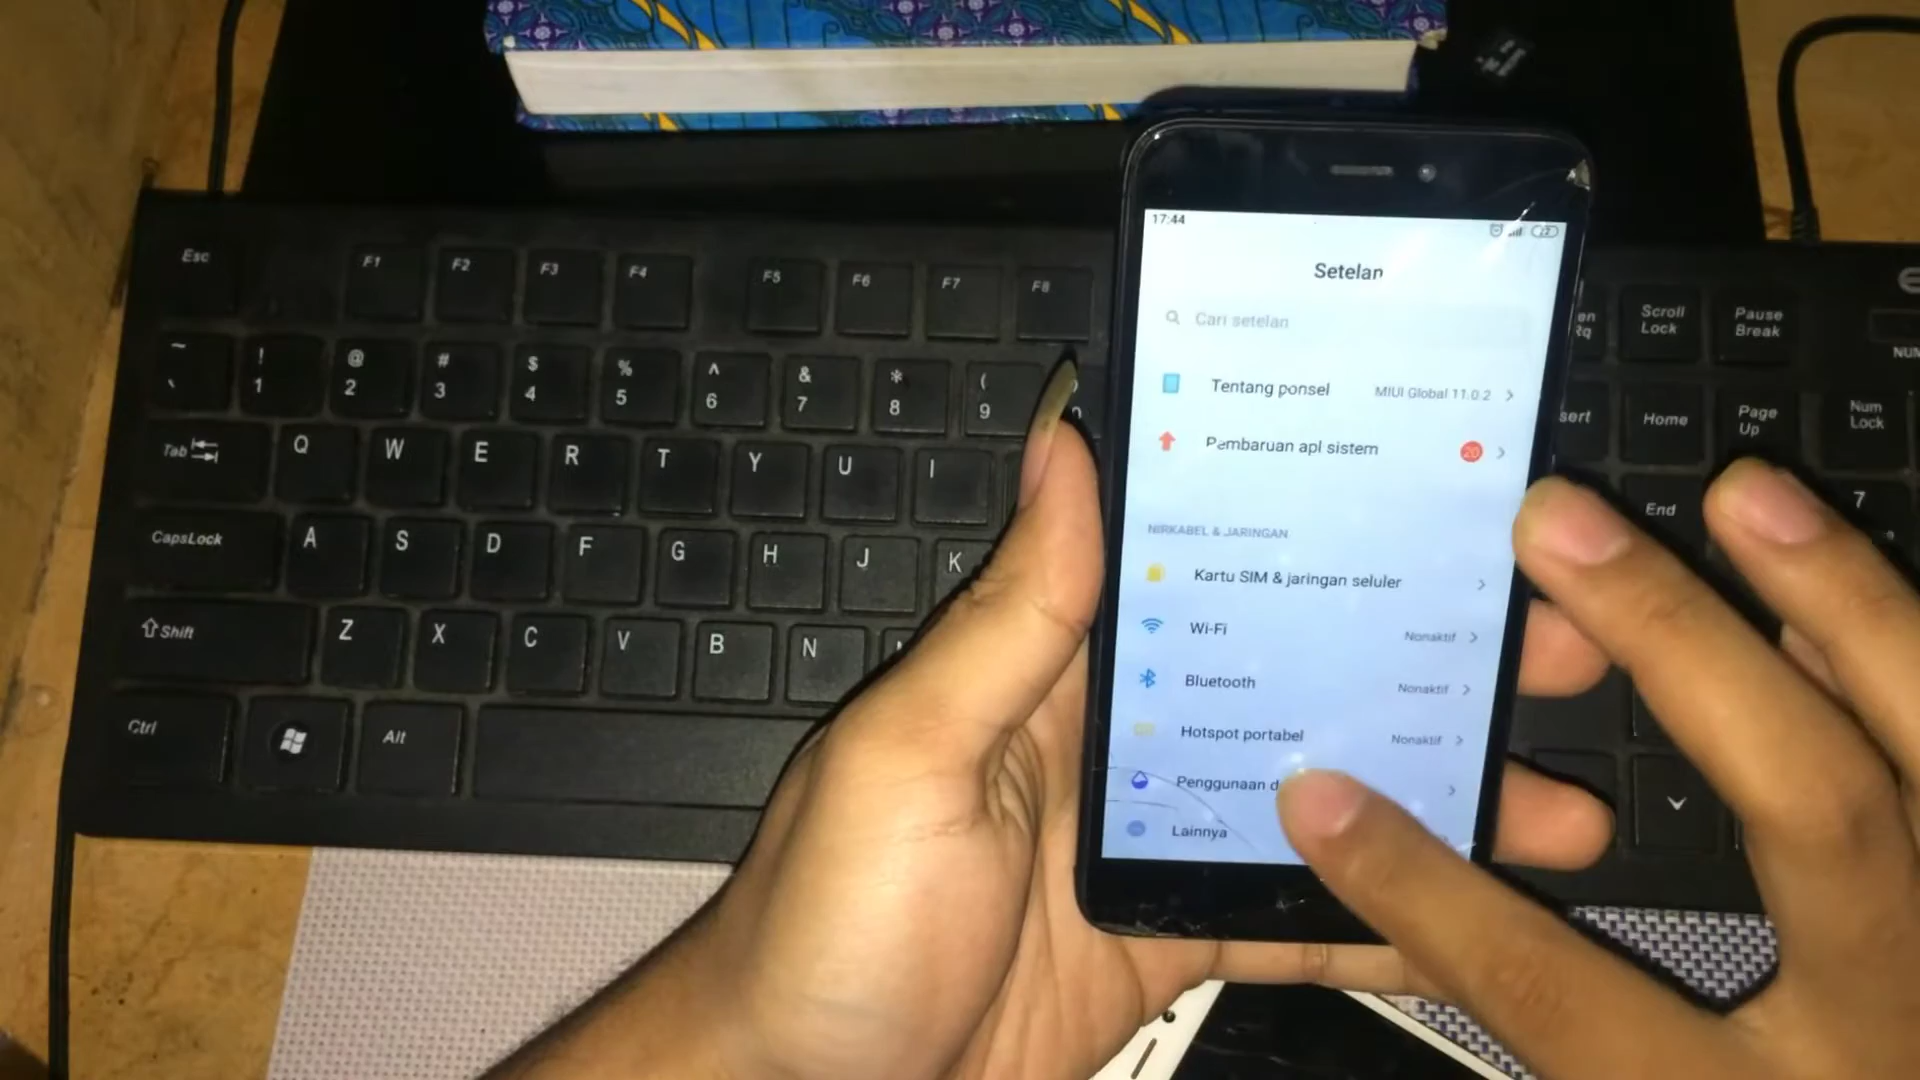 Esc F1 F2 F3 F4 F5 F6 F7 F8
~ ! @ # $ % ^ & * (
` 1 2 3 4 5 6 7 8 9
Tab Q W E R T Y U I
CapsLock A S D F G H J K
Shift Z X C V B N
Ctrl Alt
17:44
22
Setelan
Cari setelan
Tentang ponsel MIUI Global 11.0.2
Pembaruan apl sistem 20
NIRKABEL & JARINGAN
Kartu SIM & jaringan seluler
Wi-Fi Nonaktif
Bluetooth Nonaktif
Hotspot portabel Nonaktif
Penggunaan d
Lainnya
Scroll Lock
Pause Break
Home
Page Up
Num Lock
End
7